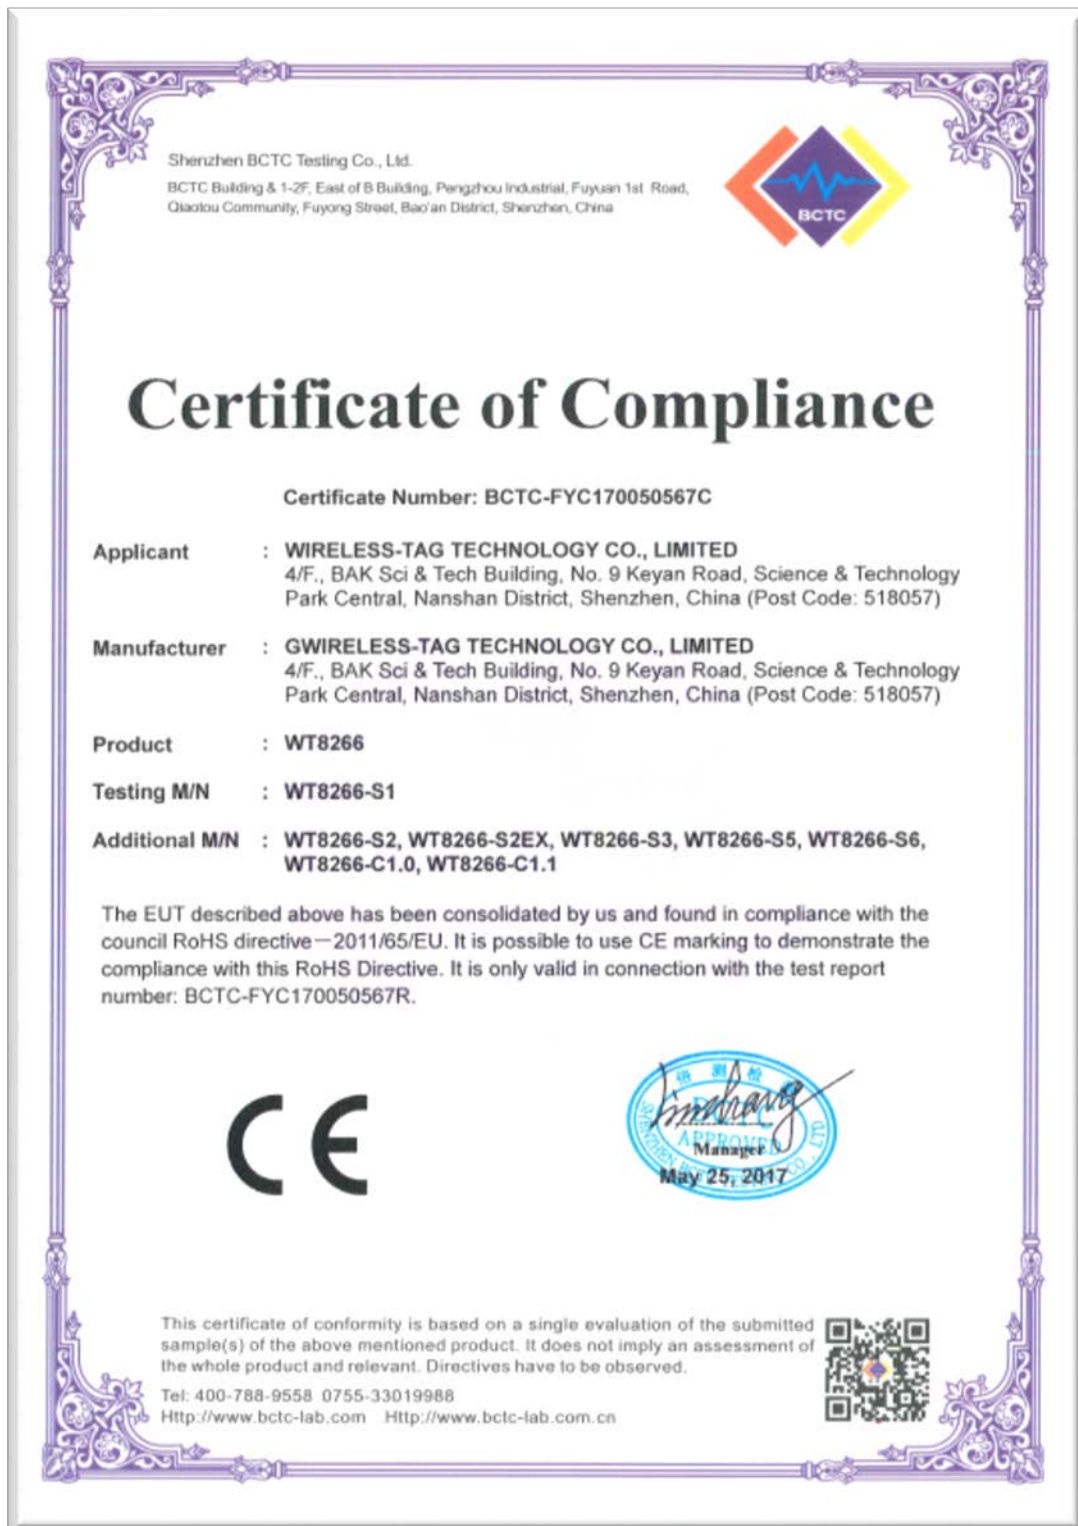 Shenzhen BCTC Testing Co., Ltd.
BCTC Building & 1-2F, East of B Building, Pengzhou Industrial, Fuyuan 1st Road,
Qiaotou Community, Fuyong Street, Bao'an District, Shenzhen, China
BCTC
Certificate of Compliance
Certificate Number: BCTC-FYC170050567C
Applicant : WIRELESS-TAG TECHNOLOGY CO., LIMITED
4/F., BAK Sci & Tech Building, No. 9 Keyan Road, Science & Technology
Park Central, Nanshan District, Shenzhen, China (Post Code: 518057)
Manufacturer : GWIRELESS-TAG TECHNOLOGY CO., LIMITED
4/F., BAK Sci & Tech Building, No. 9 Keyan Road, Science & Technology
Park Central, Nanshan District, Shenzhen, China (Post Code: 518057)
Product : WT8266
Testing M/N : WT8266-S1
Additional M/N : WT8266-S2, WT8266-S2EX, WT8266-S3, WT8266-S5, WT8266-S6,
WT8266-C1.0, WT8266-C1.1
The EUT described above has been consolidated by us and found in compliance with the
council RoHS directive—2011/65/EU. It is possible to use CE marking to demonstrate the
compliance with this RoHS Directive. It is only valid in connection with the test report
number: BCTC-FYC170050567R.
CE
测 检
APPROVED
SHENZHEN BCTC CO., LTD
Manager
May 25, 2017
This certificate of conformity is based on a single evaluation of the submitted
sample(s) of the above mentioned product. It does not imply an assessment of
the whole product and relevant. Directives have to be observed.
Tel: 400-788-9558 0755-33019988
Http://www.bctc-lab.com Http://www.bctc-lab.com.cn